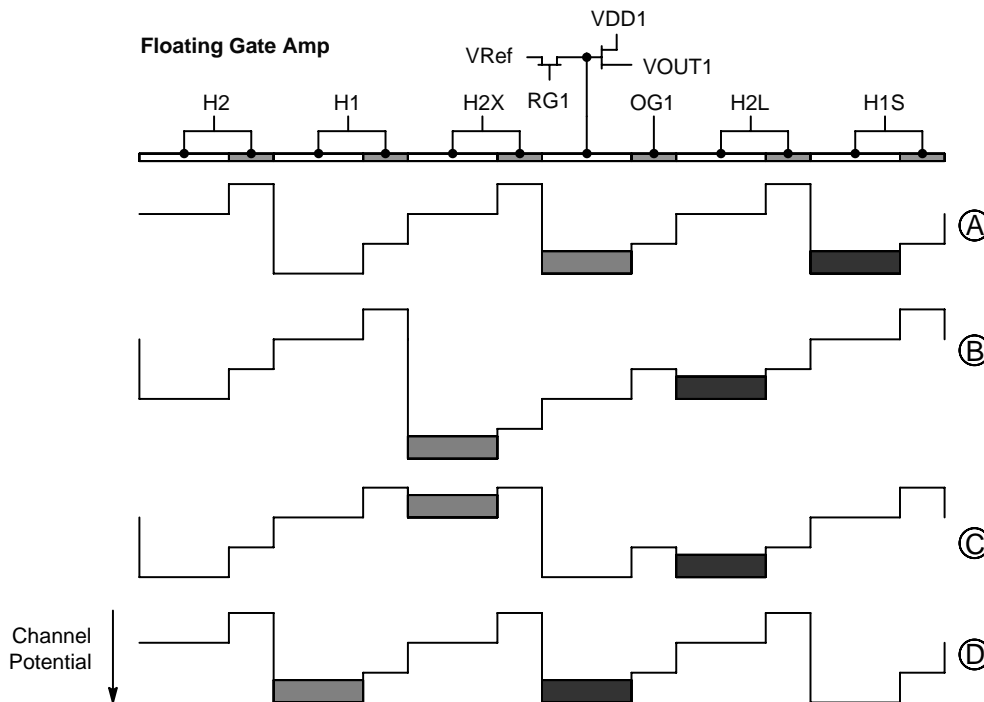 VDD1
Floating Gate Amp
VRef
VOUT1
RG1
H2 H1 H2X OG1 H2L H1S
A
B
C
D
Channel
Potential